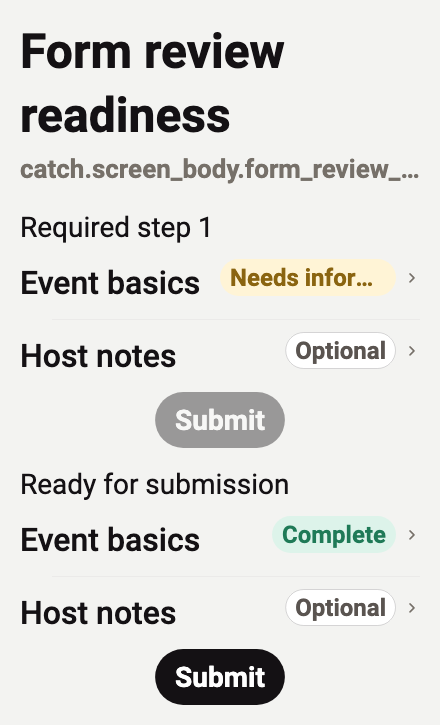 Form review
readiness
catch.screen_body.form_review_...
Required step 1
Event basics Needs infor...
Host notes Optional
Submit
Ready for submission
Event basics Complete
Host notes Optional
Submit